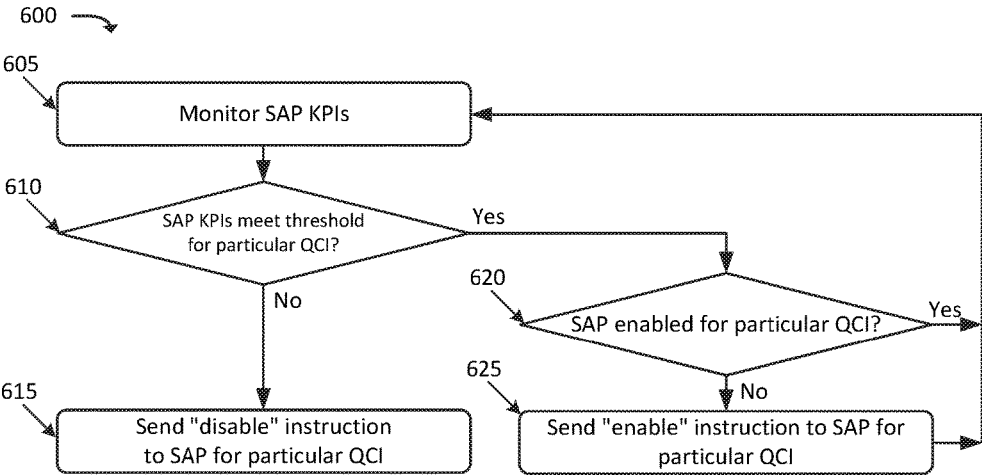 600
605
Monitor SAP KPIs
610
SAP KPIs meet threshold
for particular QCI?
Yes
No
620
SAP enabled for particular QCI?
Yes
No
615
Send "disable" instruction
to SAP for particular QCI
625
Send "enable" instruction to SAP for
particular QCI